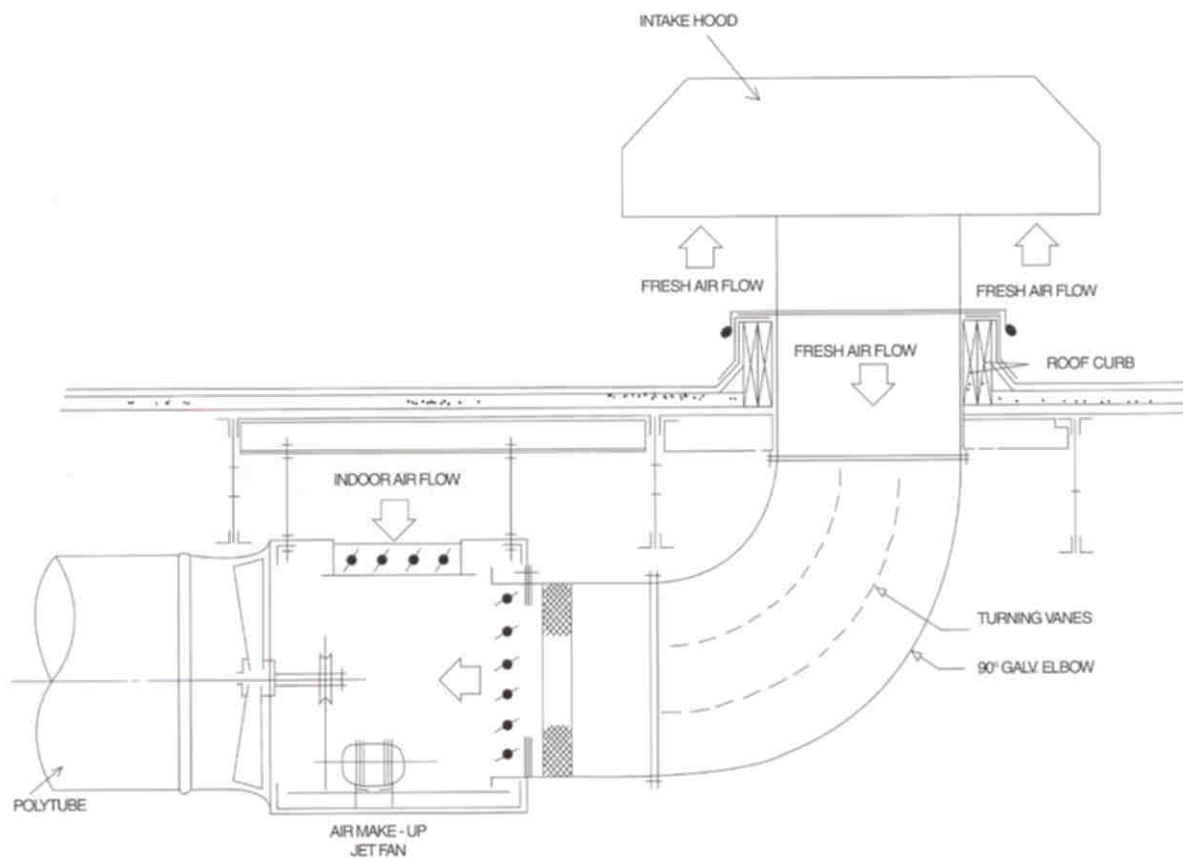 INTAKE HOOD
FRESH AIR FLOW
FRESH AIR FLOW
FRESH AIR FLOW
ROOF CURB
INDOOR AIR FLOW
TURNING VANES
90° GALV. ELBOW
POLYTUBE
AIR MAKE - UP
JET FAN